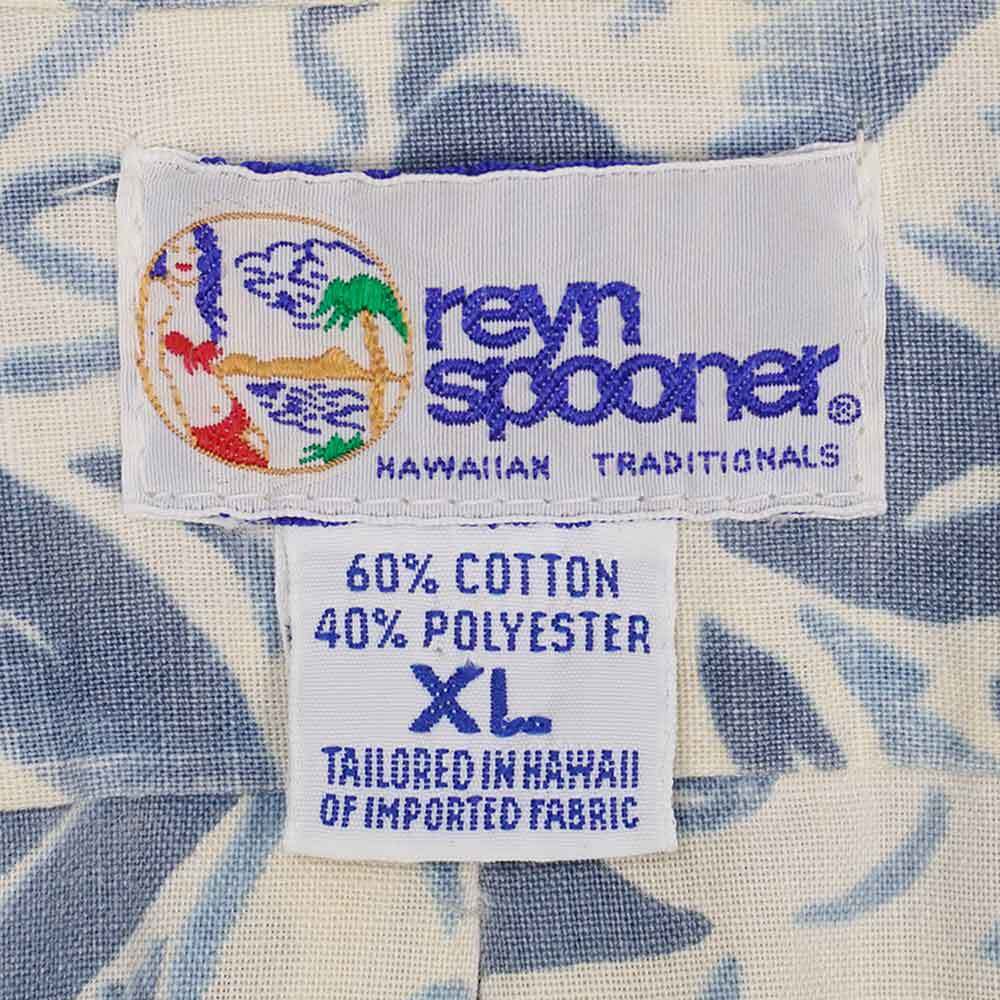 reyn
spooner®
HAWAIIAN TRADITIONALS
60% COTTON
40% POLYESTER
XL
TAILORED IN HAWAII
OF IMPORTED FABRIC